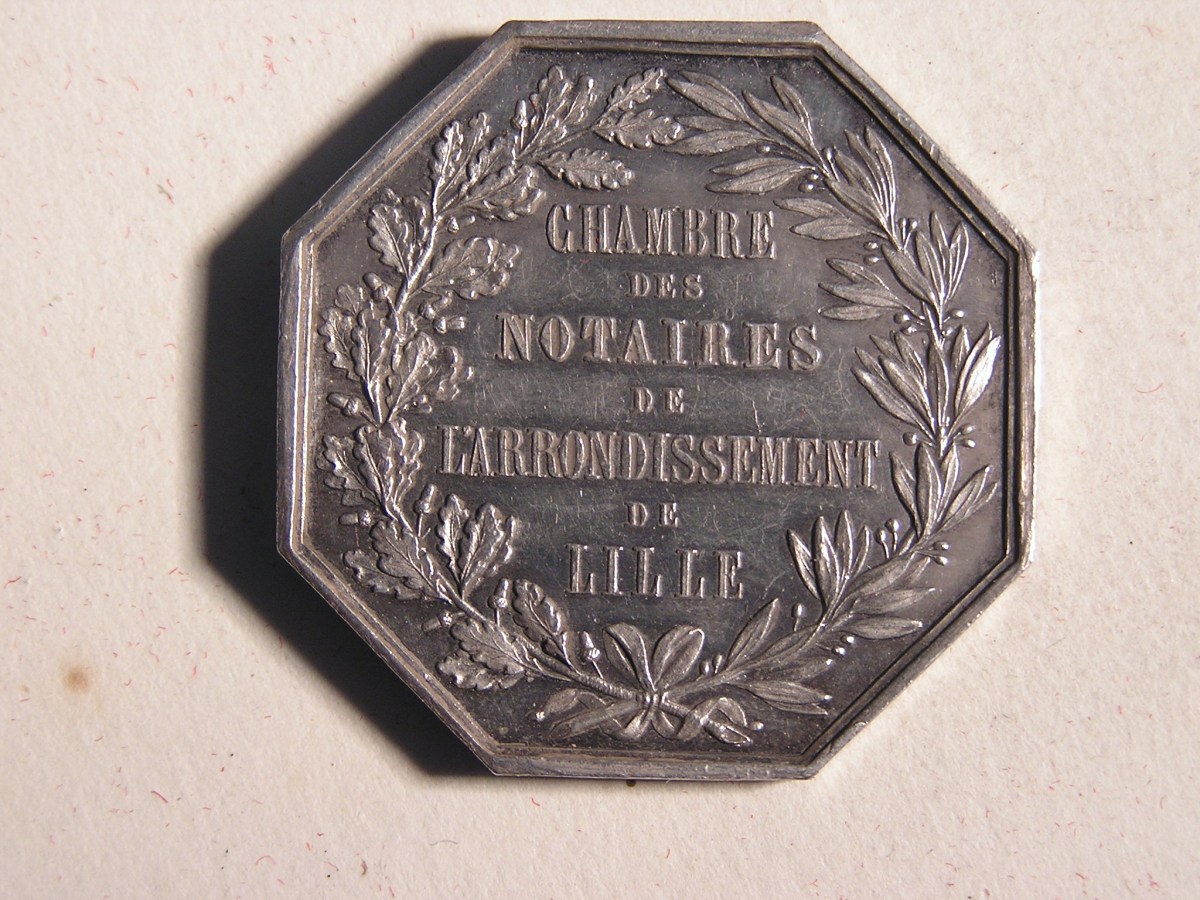 CHAMBRE
DES
NOTAIRES
DE
L'ARRONDISSEMENT
DE
LILLE